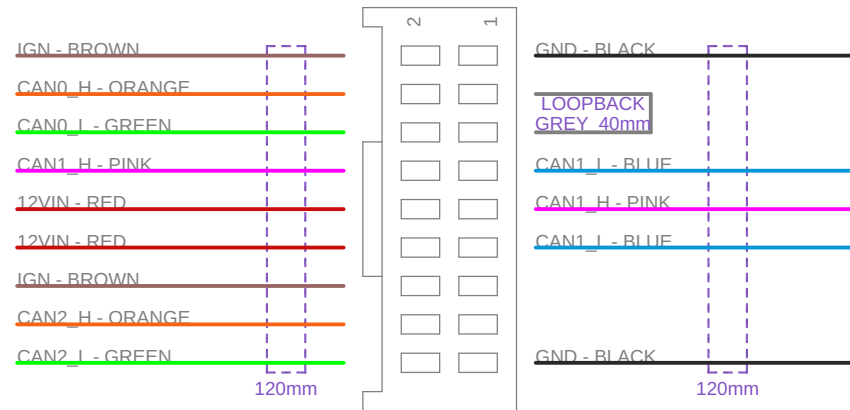 2 1
IGN - BROWN
CAN0_H - ORANGE
CAN0_L - GREEN
CAN1_H - PINK
12VIN - RED
12VIN - RED
IGN - BROWN
CAN2_H - ORANGE
CAN2_L - GREEN
120mm
GND - BLACK
LOOPBACK
GREY 40mm
CAN1_L - BLUE
CAN1_H - PINK
CAN1_L - BLUE
GND - BLACK
120mm